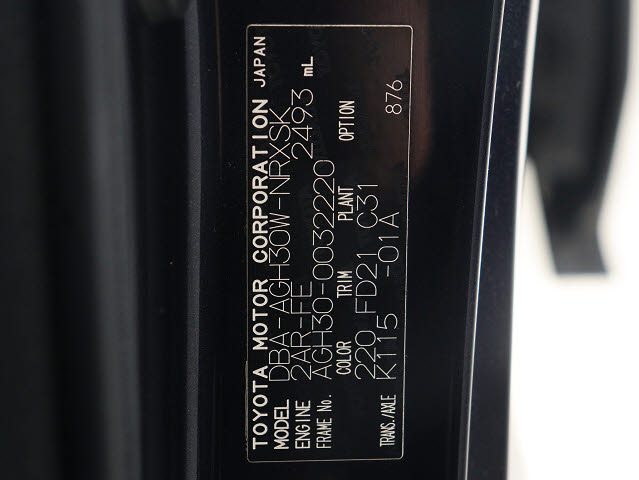 TOYOTA MOTOR CORPORATION JAPAN
MODEL DBA-AGH30W-NRXSK
ENGINE 2AR-FE 2493 mL
FRAME No. AGH30-0032220
COLOR TRIM PLANT OPTION
220 FD21 C31
TRANS./AXLE K115 -01A 876